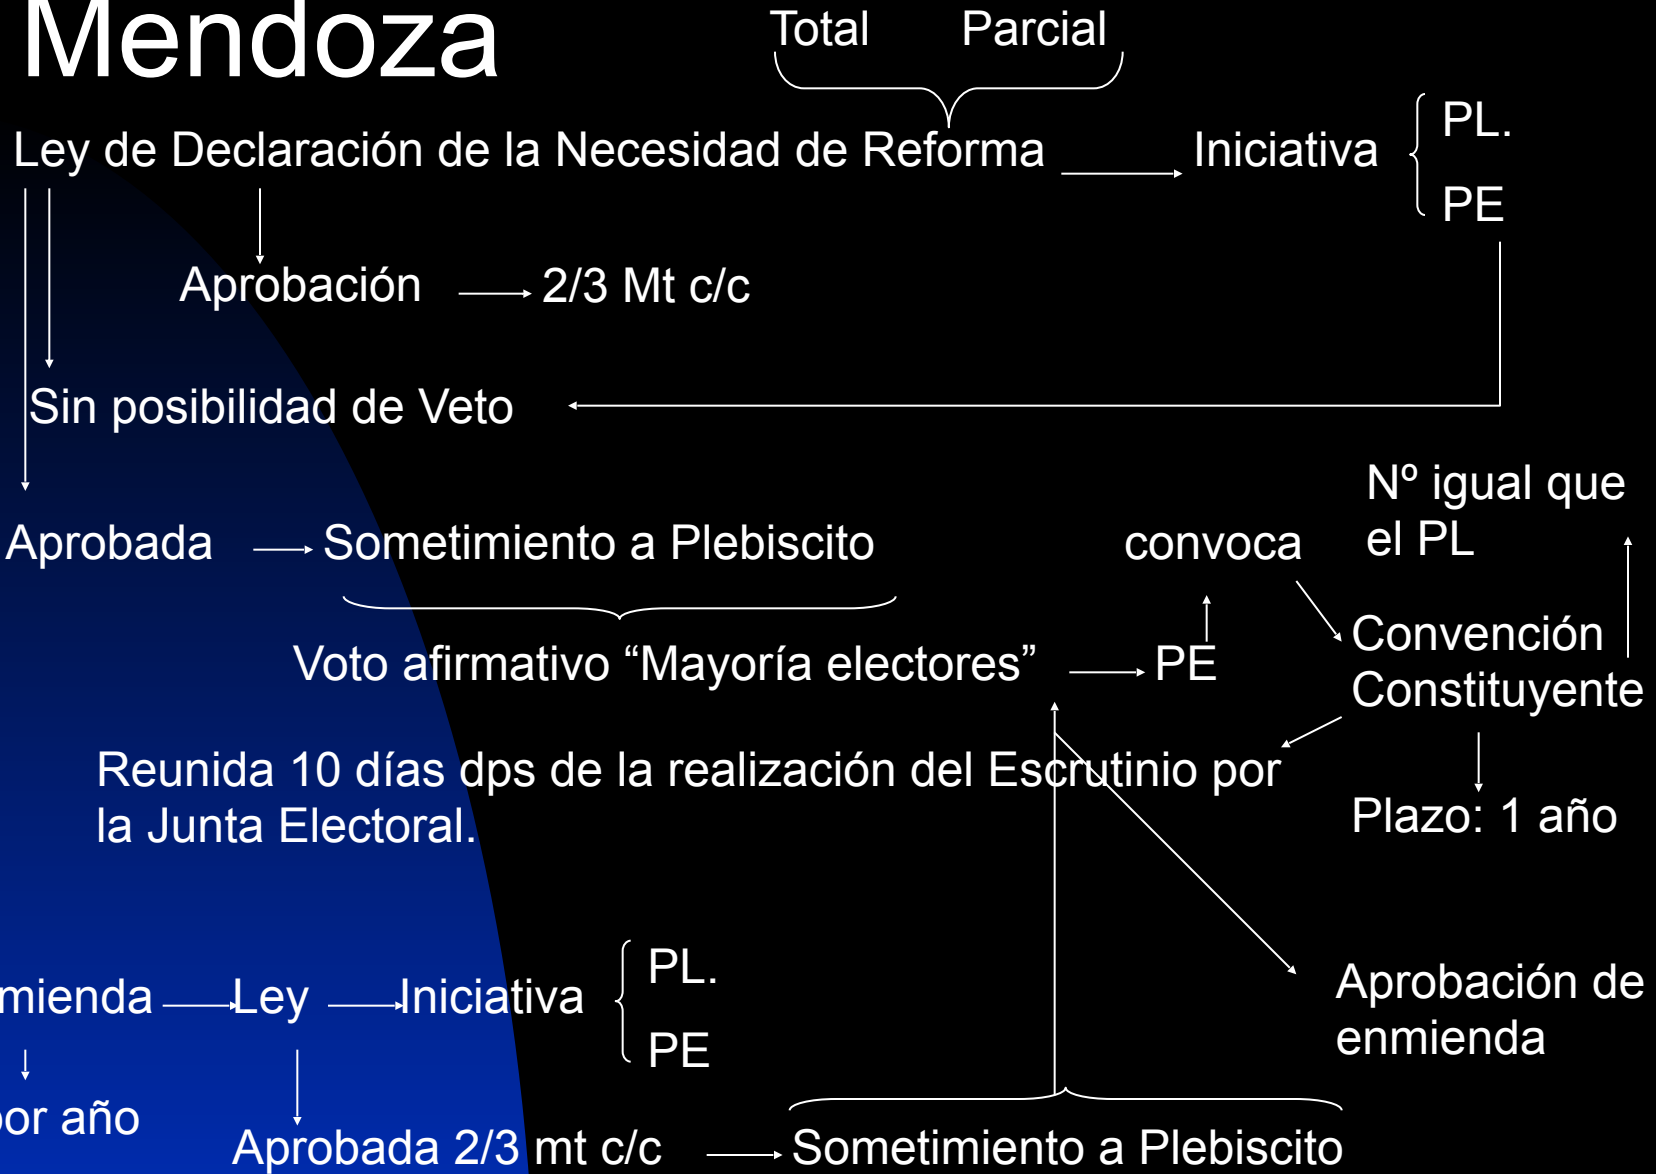 Mendoza
Total Parcial
Ley de Declaración de la Necesidad de Reforma Iniciativa
PL.
PE
Aprobación 2/3 Mt c/c
Sin posibilidad de Veto
Nº igual que
el PL
Aprobada Sometimiento a Plebiscito convoca
Voto afirmativo “Mayoría electores” PE
Convención
Constituyente
Reunida 10 días dps de la realización del Escrutinio por
la Junta Electoral.
Plazo: 1 año
mienda Ley Iniciativa
PL.
PE
Aprobación de
enmienda
por año
Aprobada 2/3 mt c/c Sometimiento a Plebiscito